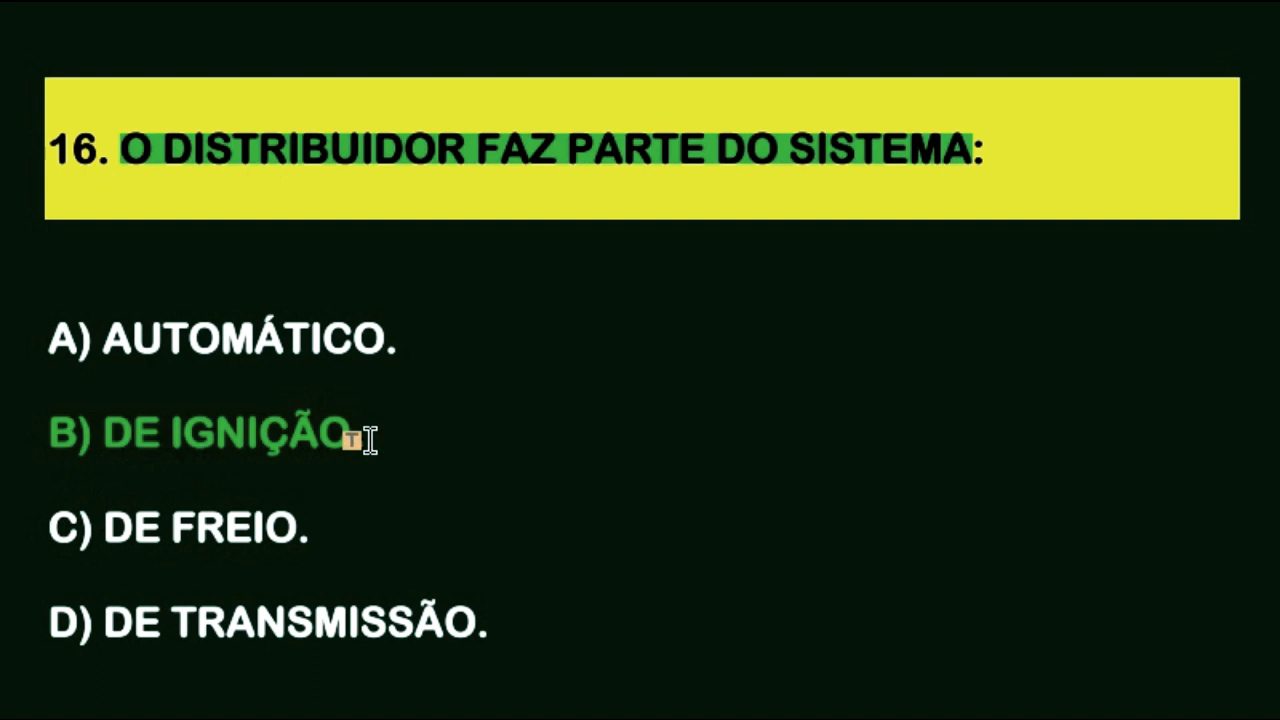 16. O DISTRIBUIDOR FAZ PARTE DO SISTEMA:
A) AUTOMÁTICO.
B) DE IGNIÇÃO
T
C) DE FREIO.
D) DE TRANSMISSÃO.